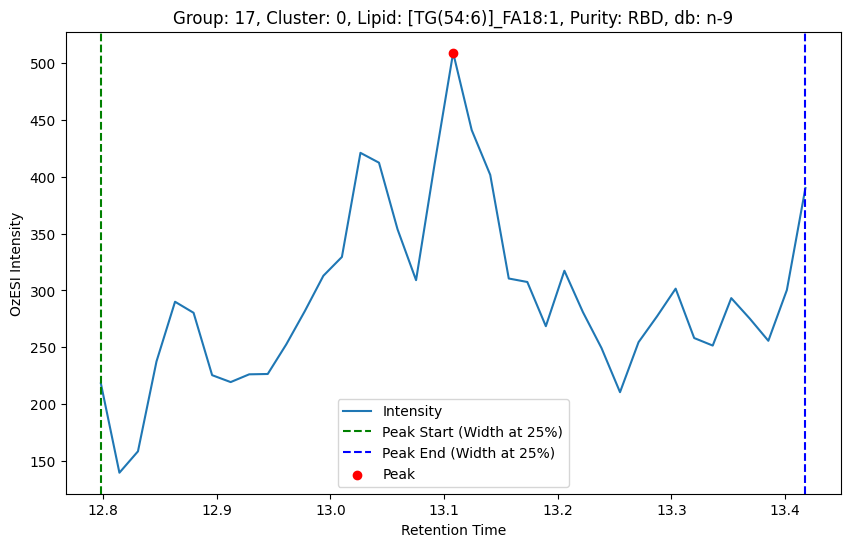 Group: 17, Cluster: 0, Lipid: [TG(54:6)]_FA18:1, Purity: RBD, db: n-9
500
450
400
350
300
250
200
150
OzESI Intensity
Intensity
Peak Start (Width at 25%)
Peak End (Width at 25%)
Peak
12.8 12.9 13.0 13.1 13.2 13.3 13.4
Retention Time